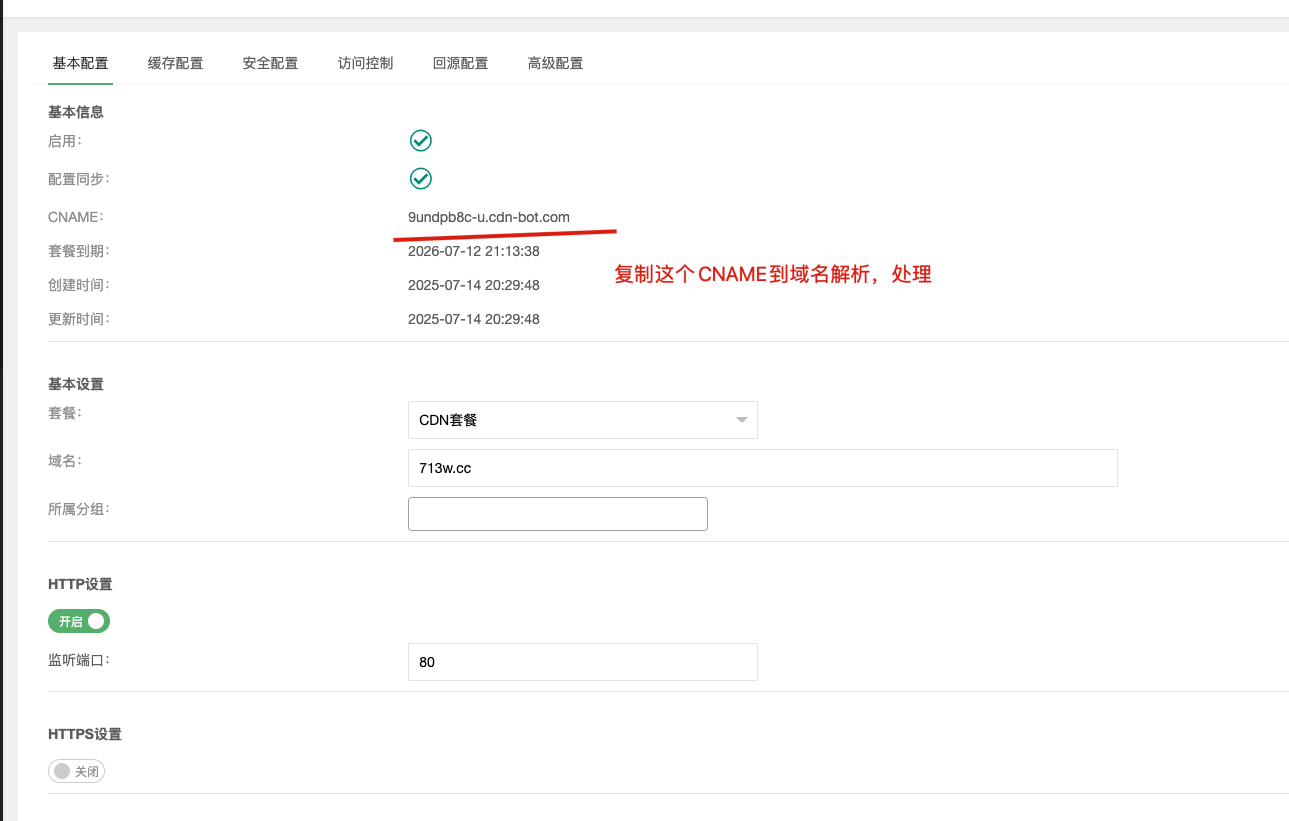 基本配置 缓存配置 安全配置 访问控制 回源配置 高级配置
基本信息
启用：
配置同步：
CNAME： 9undpb8c-u.cdn-bot.com
套餐到期： 2026-07-12 21:13:38
复制这个CNAME到域名解析，处理
创建时间： 2025-07-14 20:29:48
更新时间： 2025-07-14 20:29:48
基本设置
套餐： CDN套餐
域名： 713w.cc
所属分组：
HTTP设置
开启
监听端口： 80
HTTPS设置
关闭